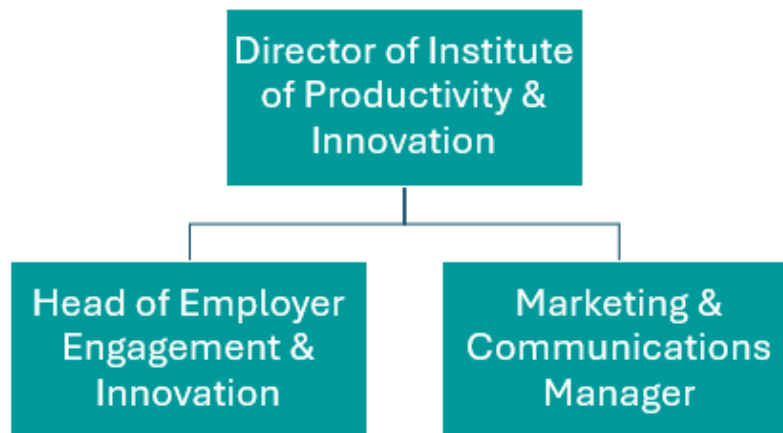 Director of Institute
of Productivity &
Innovation
Head of Employer
Engagement &
Innovation
Marketing &
Communications
Manager